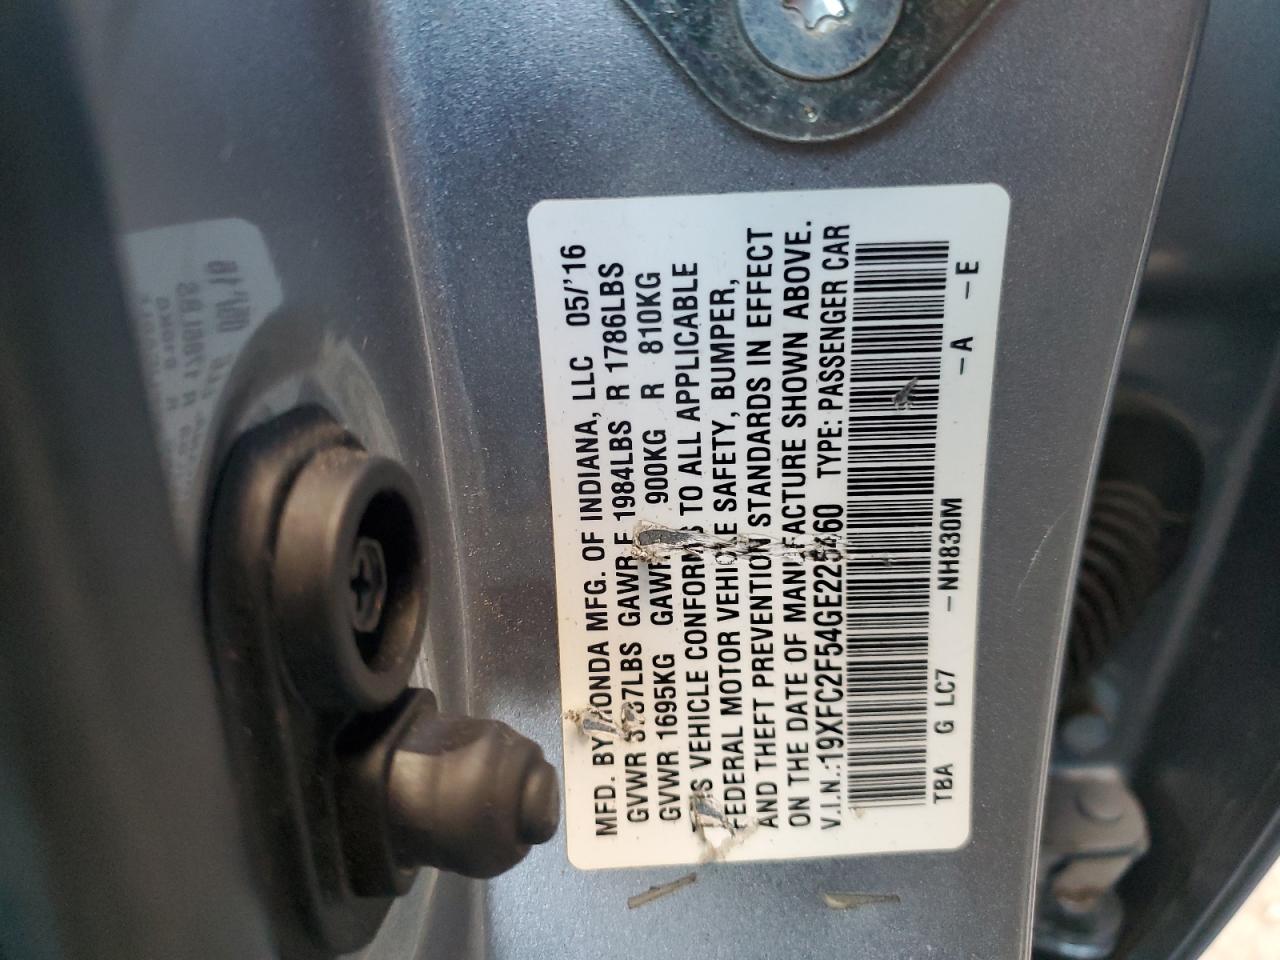 MFD. BY HONDA MFG. OF INDIANA, LLC 05/'16
GVWR GAWR F 1984LBS R 1786LBS
GVWR 1695KG GAWR 900KG R 810KG
THIS VEHICLE CONFORMS TO ALL APPLICABLE
FEDERAL MOTOR VEHICLE SAFETY, BUMPER,
AND THEFT PREVENTION STANDARDS IN EFFECT
ON THE DATE OF MANUFACTURE SHOWN ABOVE.
V.I.N.:19XFC2F54GE225460 TYPE: PASSENGER CAR
TBA G LC7 -NH830M -A -E